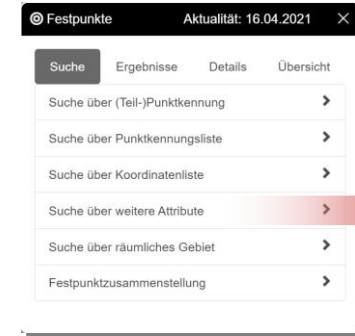 Festpunkte Aktualität: 16.04.2021
Suche Ergebnisse Details Übersicht
Suche über (Teil-)Punktkennung
Suche über Punktkennungsliste
Suche über Koordinatenliste
Suche über weitere Attribute
Suche über räumliches Gebiet
Festpunktzusammenstellung